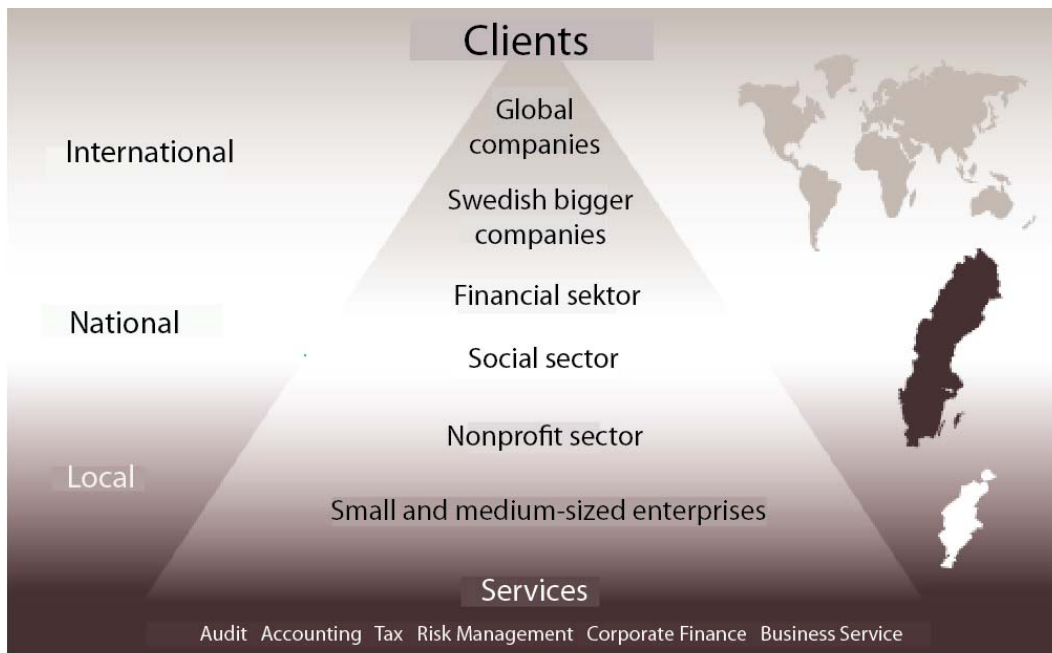 Clients
Global
companies
International
Swedish bigger
companies
Financial sektor
National
Social sector
Nonprofit sector
Local
Small and medium-sized enterprises
Services
Audit Accounting Tax Risk Management Corporate Finance Business Service